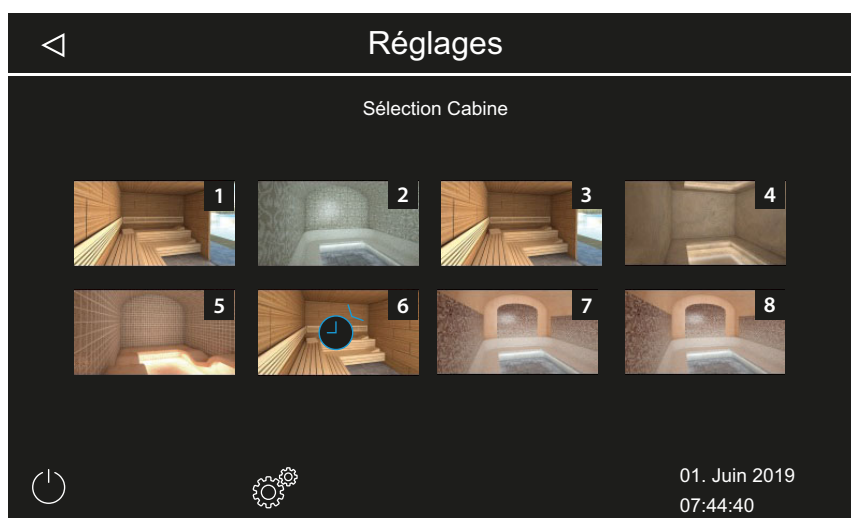 Réglages
Sélection Cabine
1 2 3 4
5 6 7 8
01. Juin 2019
07:44:40